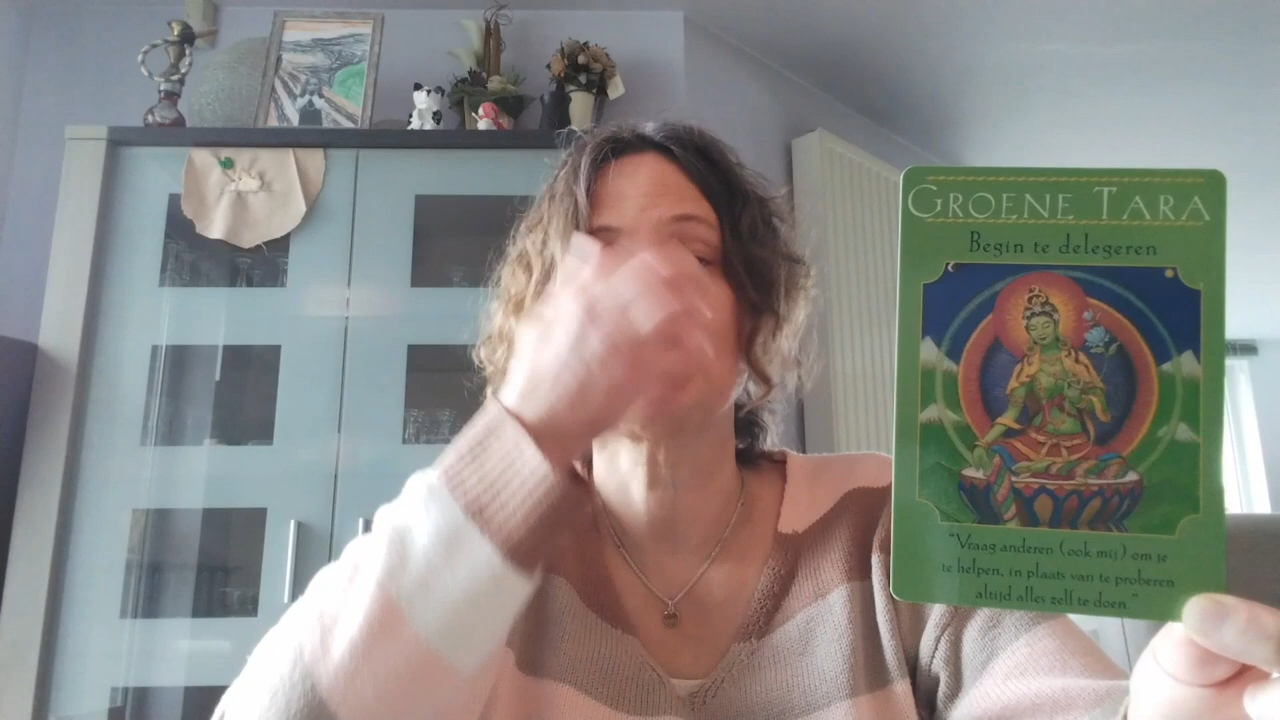 GROENE TARA
Begin te delegeren
"Vraag anderen (ook mij) om je
te helpen, in plaats van te proberen
altijd alles zelf te doen."